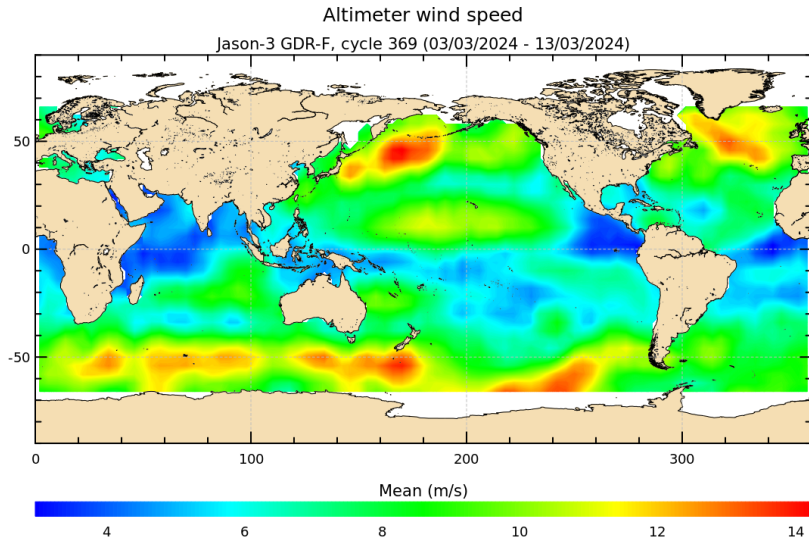 Altimeter wind speed
Jason-3 GDR-F, cycle 369 (03/03/2024 - 13/03/2024)
50
0
-50
0 100 200 300
Mean (m/s)
4 6 8 10 12 14